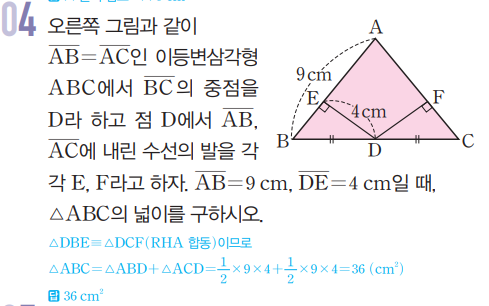 04 오른쪽 그림과 같이
AB=AC인 이등변삼각형
ABC에서 BC의 중점을
D라 하고 점 D에서 AB,
AC에 내린 수선의 발을 각
각 E, F라고 하자. AB=9 cm, DE=4 cm일 때,
△ABC의 넓이를 구하시오.
A
9 cm
E
F
4 cm
B
D
C
△DBE≡△DCF(RHA 합동)이므로
△ABC=△ABD+△ACD=1/2×9×4+1/2×9×4=36 (cm²)
답 36 cm²